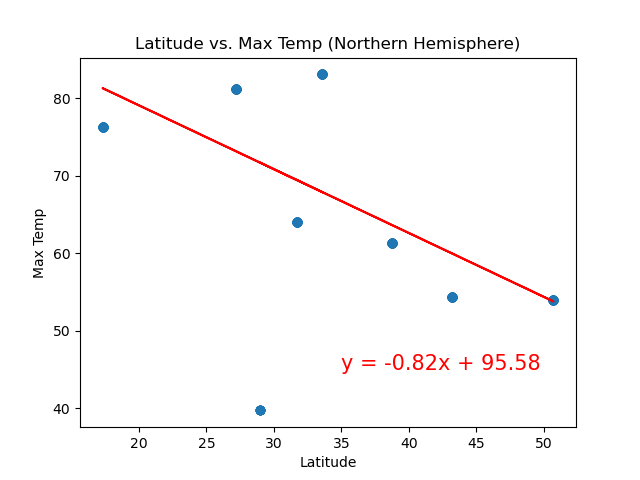 Latitude vs. Max Temp (Northern Hemisphere)
80
70
60
50
40
Max Temp
y = -0.82x + 95.58
20 25 30 35 40 45 50
Latitude